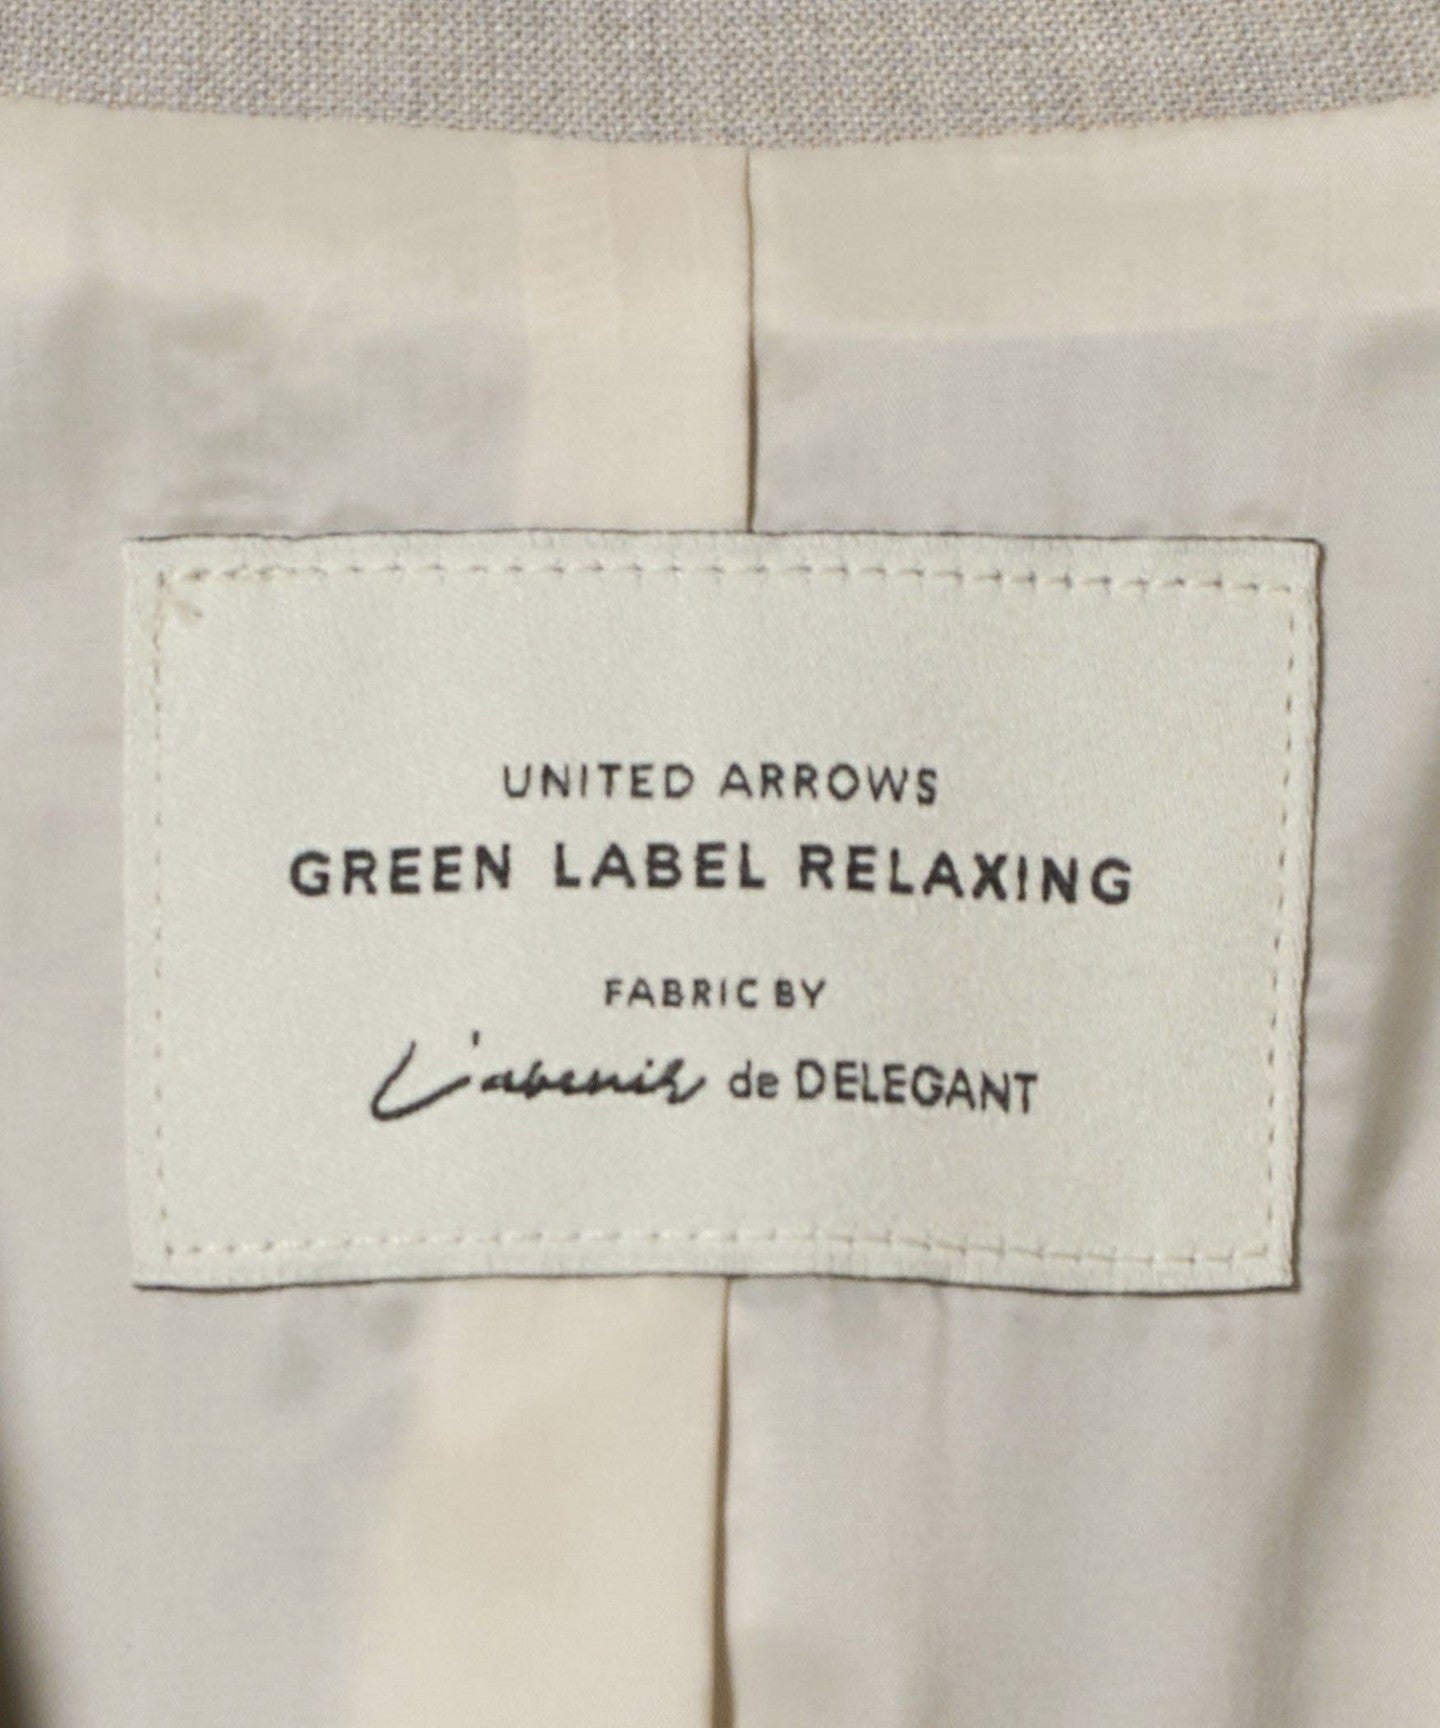 UNITED ARROWS
GREEN LABEL RELAXING
FABRIC BY
L'avenir de DELEGANT